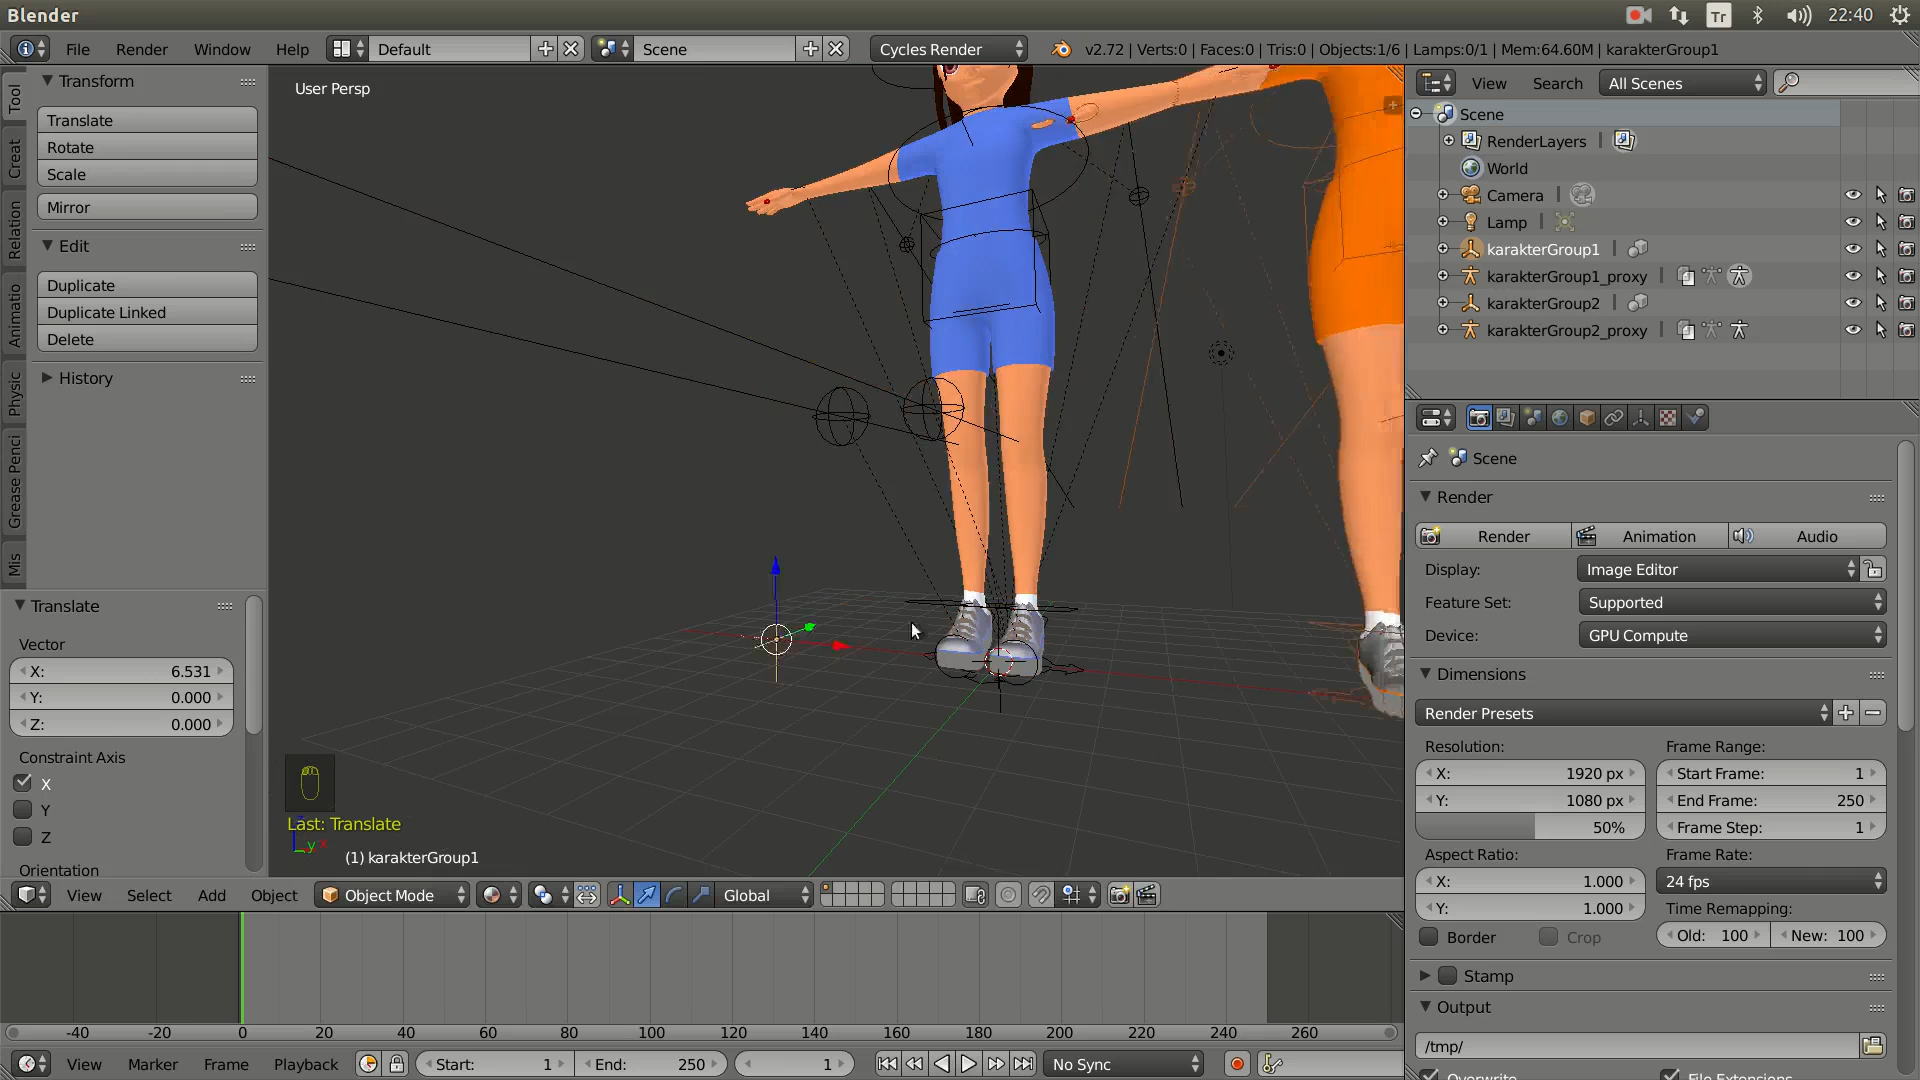 Blender
Tr
22:40
File
Render
Window
Help
Default
Scene
Cycles Render
v2.72 | Verts:0 | Faces:0 | Tris:0 | Objects:1/6 | Lamps:0/1 | Mem:64.60M | karakterGroup1
Tool
Creat
Relation
Animatio
Physic
Grease Penci
Mis
Transform
Translate
Rotate
Scale
Mirror
Edit
Duplicate
Duplicate Linked
Delete
History
Translate
Vector
X: 6.531
Y: 0.000
Z: 0.000
Constraint Axis
X
Y
Z
Orientation
User Persp
Last: Translate
y x
(1) karakterGroup1
View Select Add Object Object Mode Global
-40 -20 0 20 40 60 80 100 120 140 160 180 200 220 240 260
View Marker Frame Playback Start: 1 End: 250 1 No Sync
View Search All Scenes
Scene
RenderLayers |
World
Camera |
Lamp |
karakterGroup1 |
karakterGroup1_proxy |
karakterGroup2 |
karakterGroup2_proxy |
Scene
Render
Render Animation Audio
Display: Image Editor
Feature Set: Supported
Device: GPU Compute
Dimensions
Render Presets
Resolution: Frame Range:
X: 1920 px Start Frame: 1
Y: 1080 px End Frame: 250
50% Frame Step: 1
Aspect Ratio: Frame Rate:
X: 1.000 24 fps
Y: 1.000 Time Remapping:
Border Crop Old: 100 New: 100
Stamp
Output
/tmp/
Overwrite File Extensions